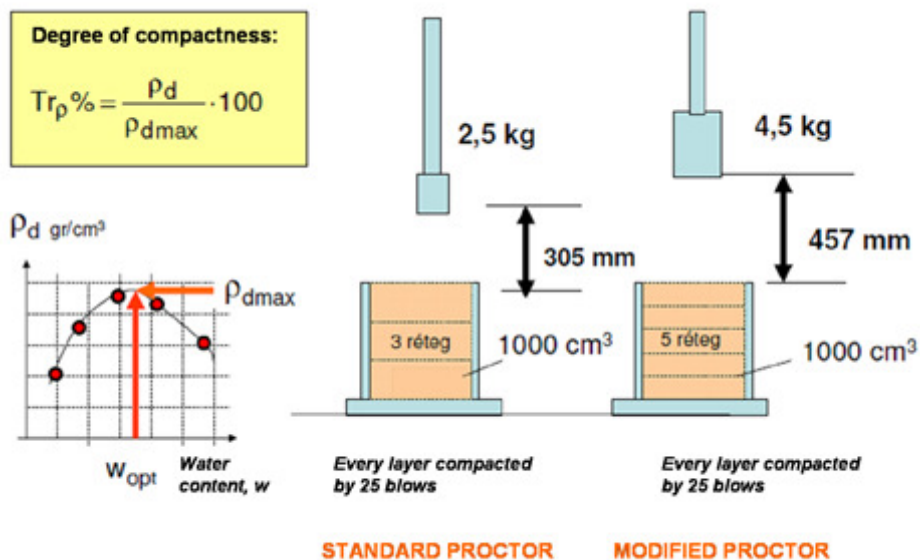 Degree of compactness:
Trρ % = ρd / ρdmax · 100
2,5 kg
4,5 kg
ρd gr/cm³
305 mm
457 mm
ρdmax
3 réteg
1000 cm³
5 réteg
1000 cm³
wopt
Water
content, w
Every layer compacted
by 25 blows
Every layer compacted
by 25 blows
STANDARD PROCTOR
MODIFIED PROCTOR